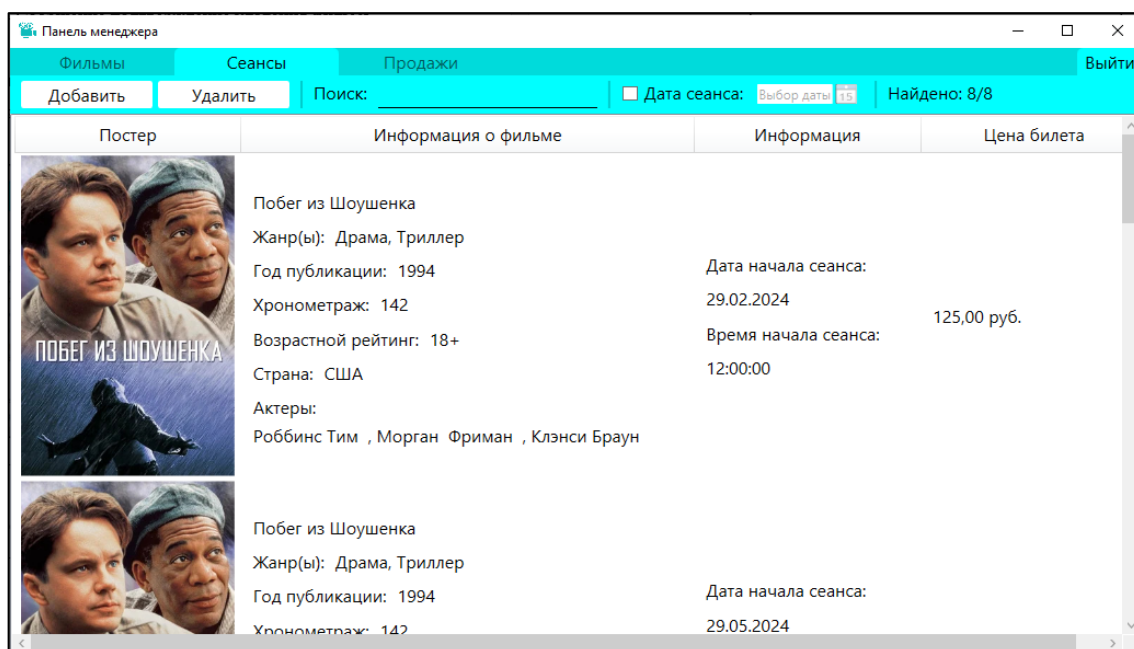 Панель менеджера
Фильмы Сеансы Продажи Выйти
Добавить Удалить Поиск: Дата сеанса: Выбор даты 15 Найдено: 8/8
Постер Информация о фильме Информация Цена билета
ПОБЕГ ИЗ ШОУШЕНКА
Побег из Шоушенка
Жанр(ы): Драма, Триллер
Год публикации: 1994
Хронометраж: 142
Возрастной рейтинг: 18+
Страна: США
Актеры:
Роббинс Тим , Морган Фриман , Клэнси Браун
Дата начала сеанса:
29.02.2024
Время начала сеанса:
12:00:00
125,00 руб.
Побег из Шоушенка
Жанр(ы): Драма, Триллер
Год публикации: 1994
Хронометраж: 142
Дата начала сеанса:
29.05.2024